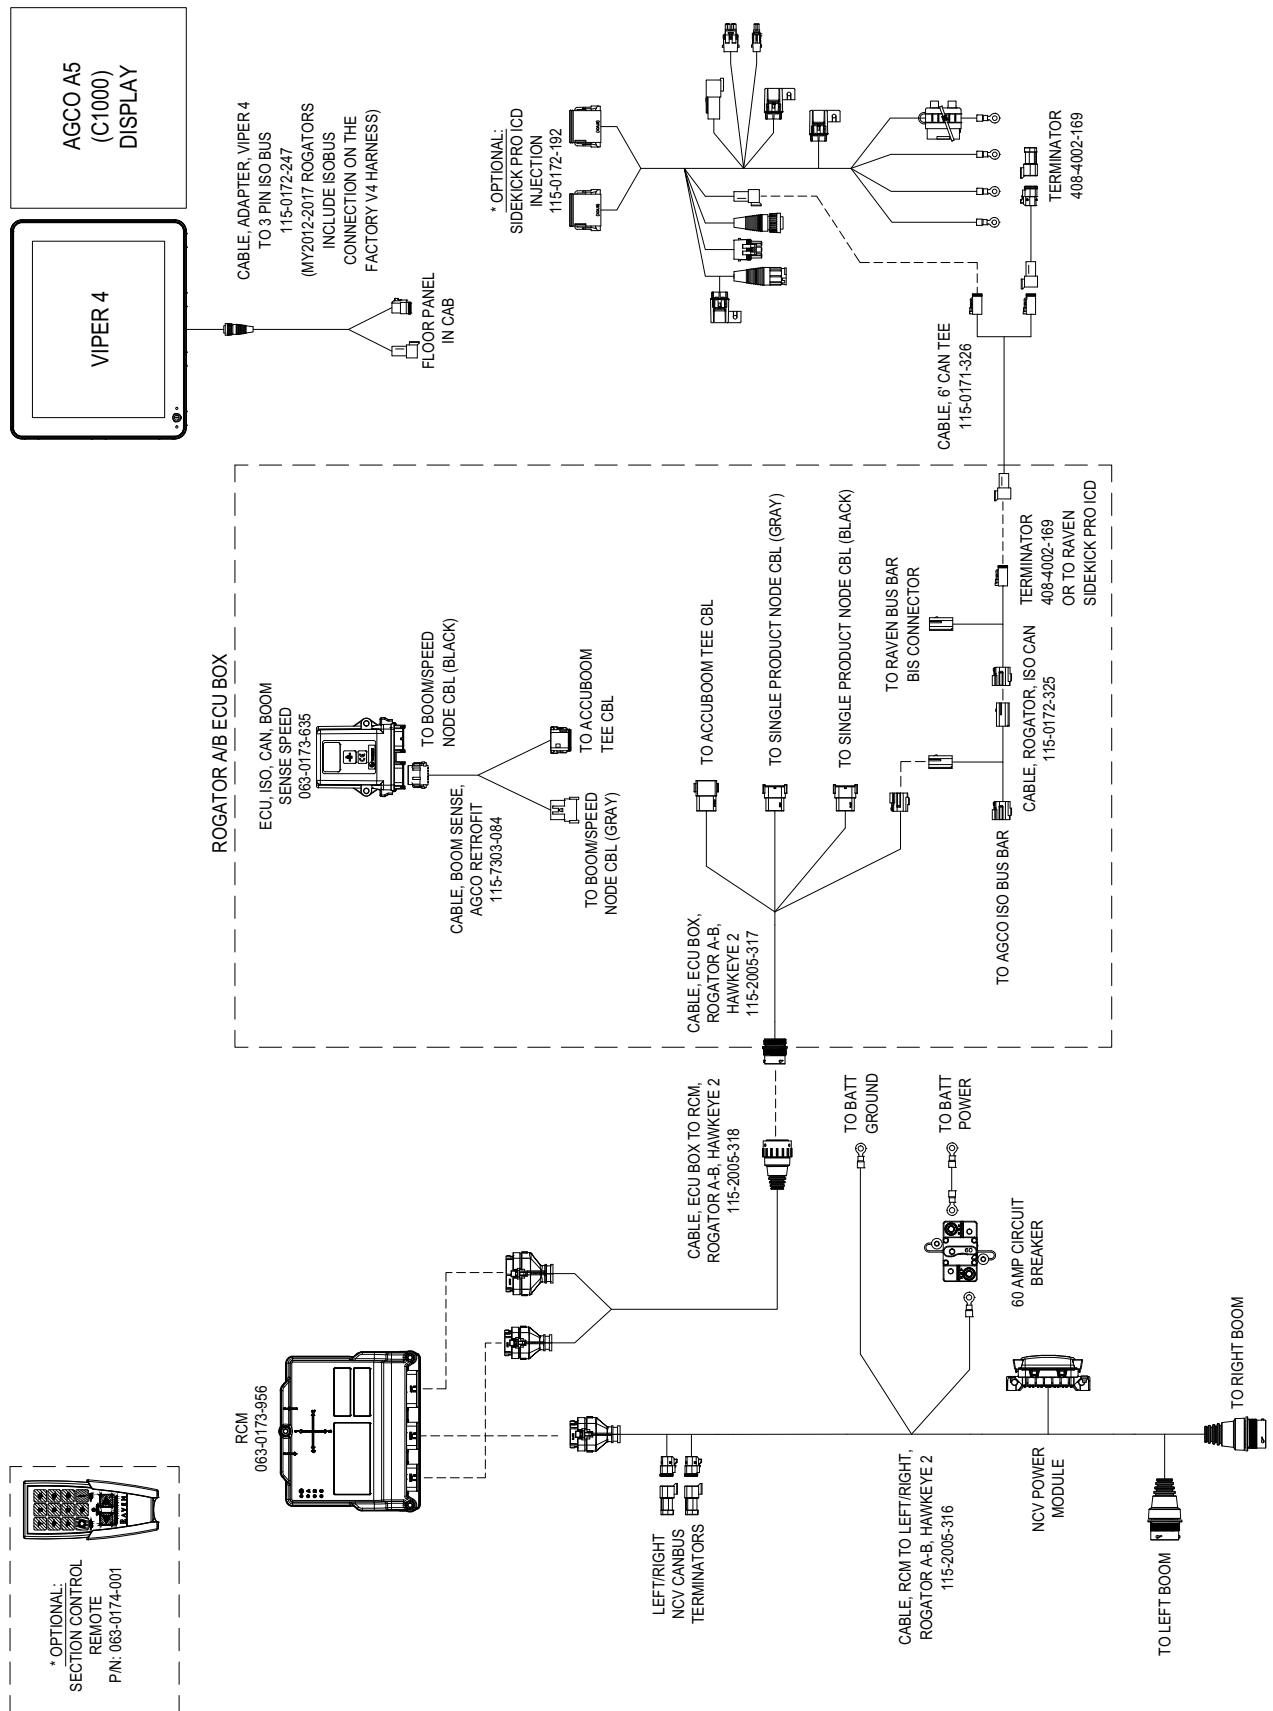 AGCO A5
(C1000)
DISPLAY
VIPER 4
CABLE, ADAPTER, VIPER 4
TO 3 PIN ISO BUS
115-0172-247
(MY2012-2017 ROGATORS
INCLUDE ISOBUS
CONNECTION ON THE
FACTORY V4 HARNESS)
FLOOR PANEL
IN CAB
* OPTIONAL:
SIDEKICK PRO ICD
INJECTION
115-0172-192
TERMINATOR
408-4002-169
CABLE, 6' CAN TEE
115-0171-326
ROGATOR A/B ECU BOX
ECU, ISO, CAN, BOOM
SENSE SPEED
063-0173-635
TO BOOM/SPEED
NODE CBL (BLACK)
CABLE, BOOM SENSE,
AGCO RETROFIT
115-7303-084
TO ACCUBOOM
TEE CBL
TO BOOM/SPEED
NODE CBL (GRAY)
TO ACCUBOOM TEE CBL
TO SINGLE PRODUCT NODE CBL (GRAY)
TO SINGLE PRODUCT NODE CBL (BLACK)
TO RAVEN BUS BAR
BIS CONNECTOR
TERMINATOR
408-4002-169
OR TO RAVEN
SIDEKICK PRO ICD
CABLE, ROGATOR, ISO CAN
115-0172-325
TO AGCO ISO BUS BAR
CABLE, ECU BOX,
ROGATOR A-B,
HAWKEYE 2
115-2005-317
CABLE, ECU BOX TO RCM,
ROGATOR A-B, HAWKEYE 2
115-2005-318
TO BATT
GROUND
TO BATT
POWER
60 AMP CIRCUIT
BREAKER
RCM
063-0173-956
LEFT/RIGHT
NCV CANBUS
TERMINATORS
CABLE, RCM TO LEFT/RIGHT,
ROGATOR A-B, HAWKEYE 2
115-2005-316
NCV POWER
MODULE
TO RIGHT BOOM
TO LEFT BOOM
* OPTIONAL:
SECTION CONTROL
REMOTE
P/N: 063-0174-001
RAVEN